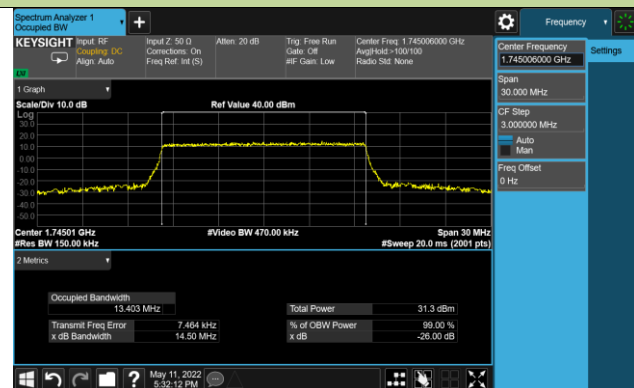 Spectrum Analyzer 1
Occupied BW
Frequency
KEYSIGHT
Input: RF
Coupling: DC
Align: Auto
Input Z: 50 Ω
Corrections: On
Freq Ref: Int (S)
Atten: 20 dB
Trig: Free Run
Gate: Off
#IF Gain: Low
Center Freq: 1.745006000 GHz
Avg|Hold:>100/100
Radio Std: None
Center Frequency
1.745006000 GHz
Settings
Span
30.000 MHz
CF Step
3.000000 MHz
Auto
Man
Freq Offset
0 Hz
1 Graph
Scale/Div 10.0 dB
Ref Value 40.00 dBm
Log
30.0
20.0
10.0
0.00
-10.0
-20.0
-30.0
-40.0
-50.0
Center 1.74501 GHz
#Video BW 470.00 kHz
Span 30 MHz
#Res BW 150.00 kHz
#Sweep 20.0 ms (2001 pts)
2 Metrics
Occupied Bandwidth
13.403 MHz
Total Power 31.3 dBm
Transmit Freq Error 7.464 kHz
% of OBW Power 99.00 %
x dB Bandwidth 14.50 MHz
x dB -26.00 dB
May 11, 2022
5:32:12 PM